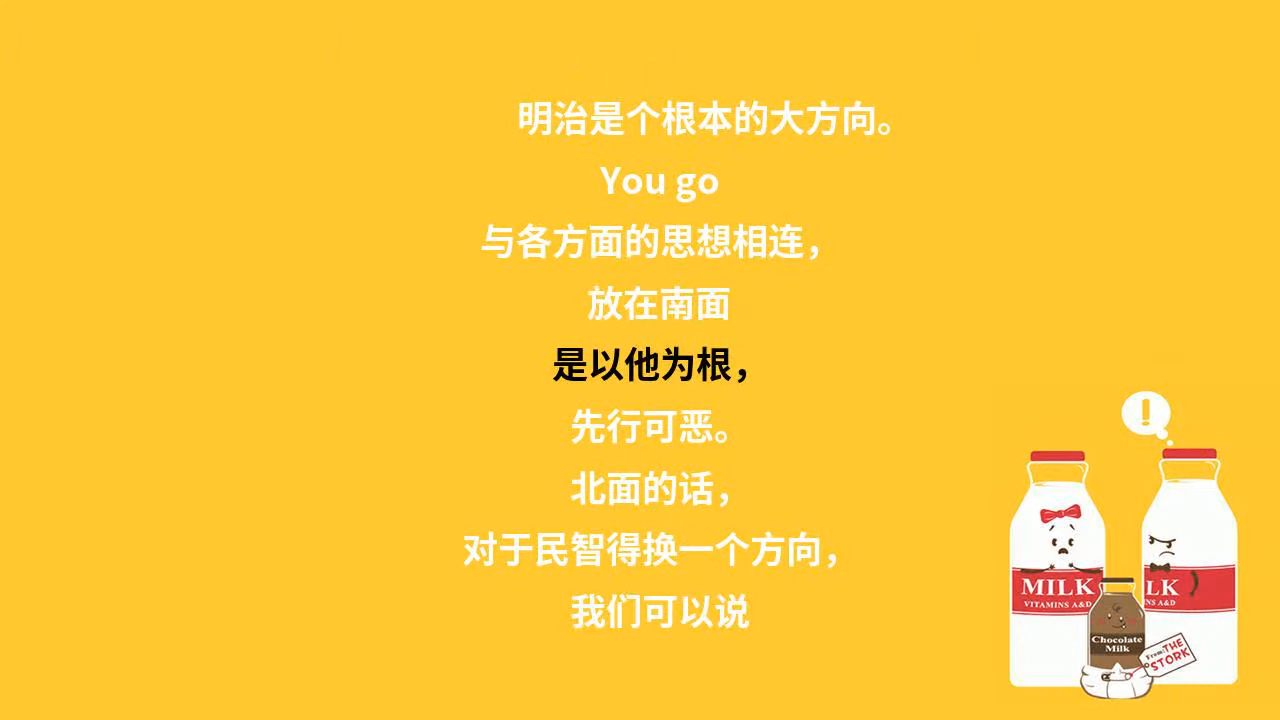 明治是个根本的大方向。
You go
与各方面的思想相连，
放在南面
是以他为根，
先行可恶。
北面的话，
对于民智得换一个方向，
我们可以说
!
MILK
VITAMINS A&D
LK
NS A&D
Chocolate
Milk
From: THE
STORK